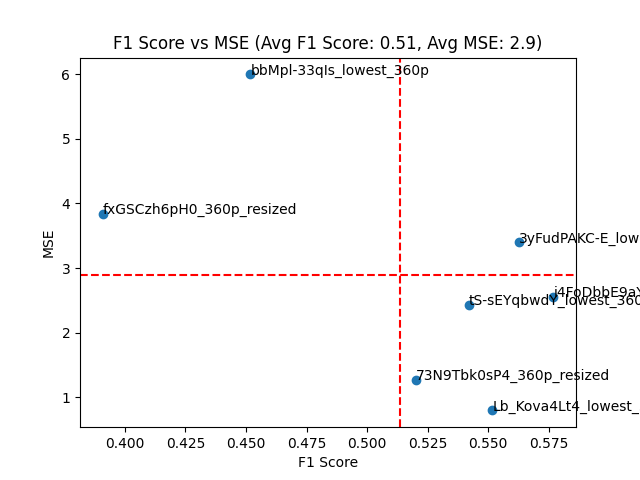 F1 Score vs MSE (Avg F1 Score: 0.51, Avg MSE: 2.9)
6
bbMpl-33qIs_lowest_360p
5
4
fxGSCzh6pH0_360p_resized
MSE
3yFudPAKC-E_low
3
j4FoDbbE9aY
tS-sEYqbwdY_lowest_360
2
73N9Tbk0sP4_360p_resized
1
Lb_Kova4Lt4_lowest_
0.400 0.425 0.450 0.475 0.500 0.525 0.550 0.575
F1 Score